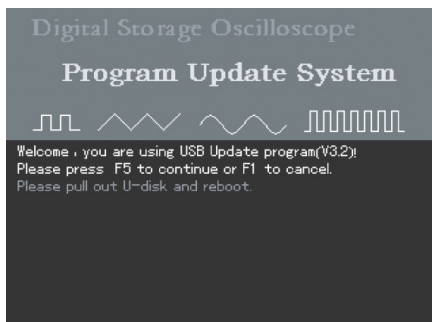 Digital Storage Oscilloscope
Program Update System
Welcome , you are using USB Update program(V3.2)!
Please press F5 to continue or F1 to cancel.
Please pull out U-disk and reboot.